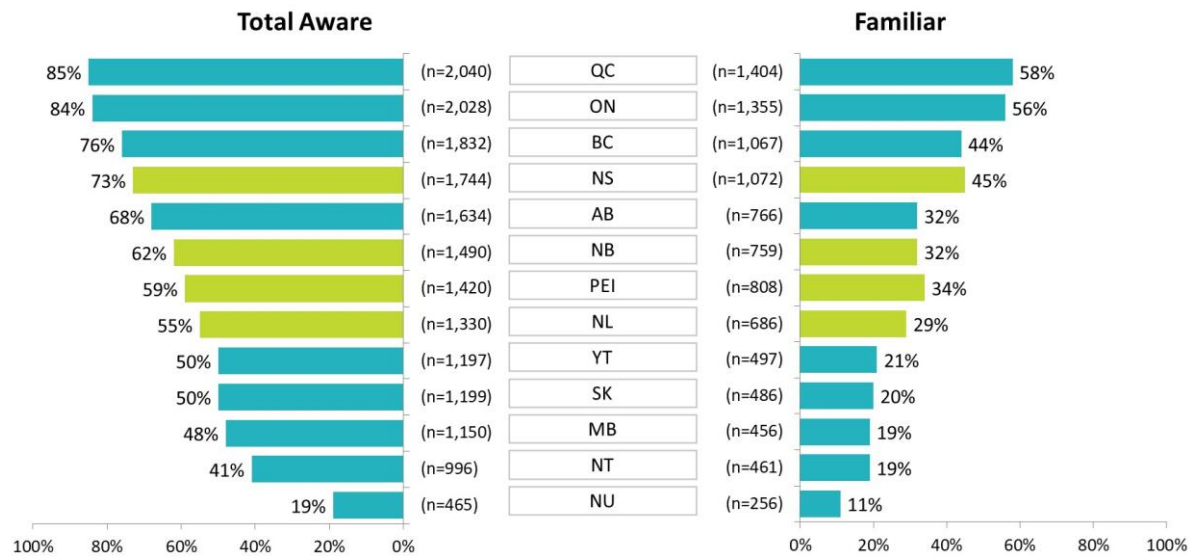 Total Aware Familiar
85% (n=2,040) QC (n=1,404) 58%
84% (n=2,028) ON (n=1,355) 56%
76% (n=1,832) BC (n=1,067) 44%
73% (n=1,744) NS (n=1,072) 45%
68% (n=1,634) AB (n=766) 32%
62% (n=1,490) NB (n=759) 32%
59% (n=1,420) PEI (n=808) 34%
55% (n=1,330) NL (n=686) 29%
50% (n=1,197) YT (n=497) 21%
50% (n=1,199) SK (n=486) 20%
48% (n=1,150) MB (n=456) 19%
41% (n=996) NT (n=461) 19%
19% (n=465) NU (n=256) 11%
100% 80% 60% 40% 20% 0% 0% 20% 40% 60% 80% 100%